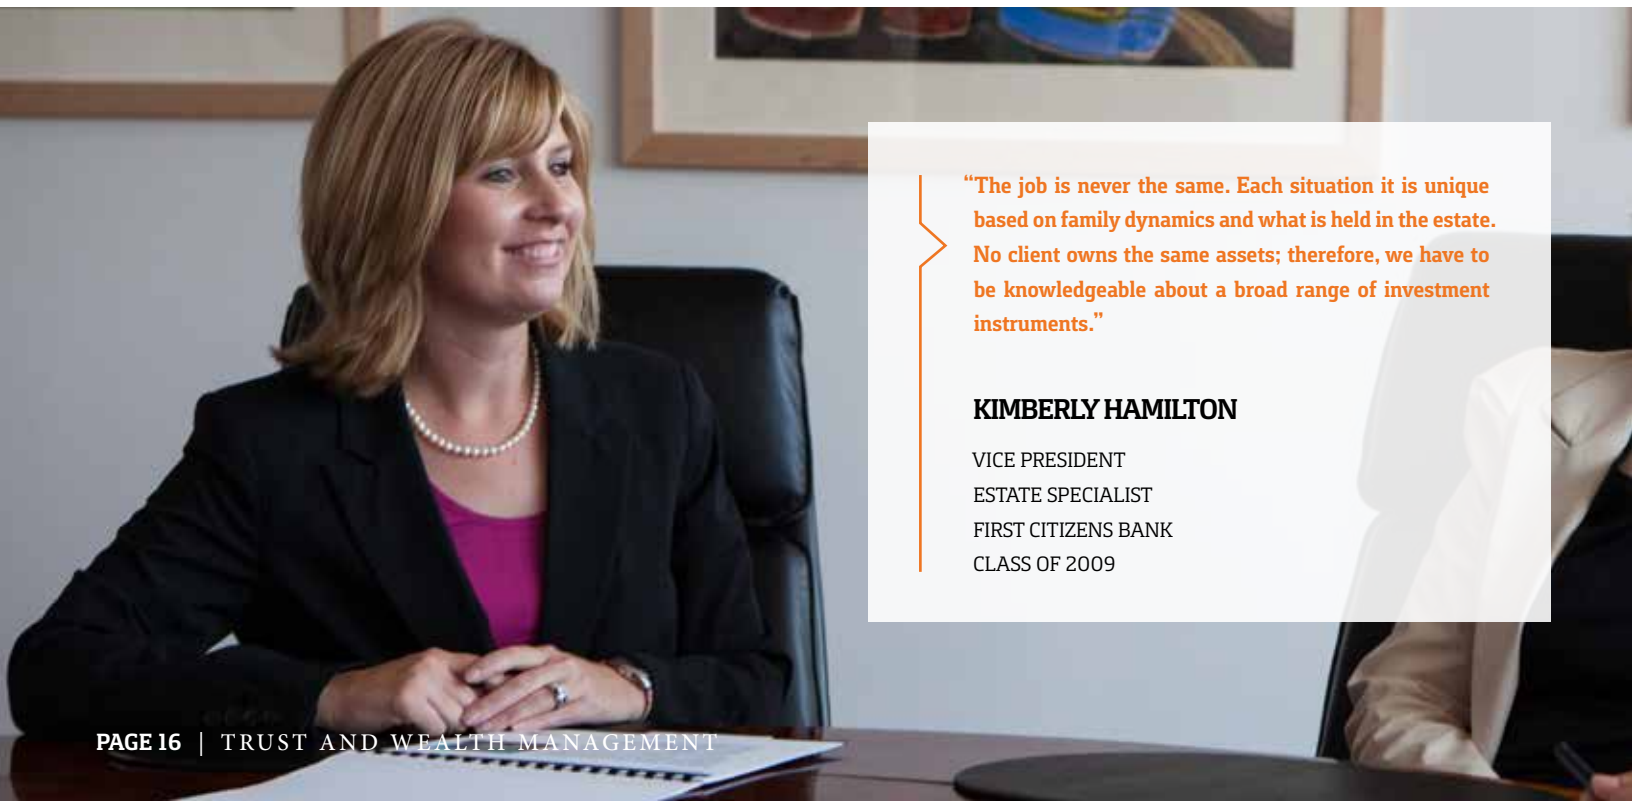 “The job is never the same. Each situation it is unique
based on family dynamics and what is held in the estate.
No client owns the same assets; therefore, we have to
be knowledgeable about a broad range of investment
instruments.”
KIMBERLY HAMILTON
VICE PRESIDENT
ESTATE SPECIALIST
FIRST CITIZENS BANK
CLASS OF 2009
PAGE 16 | TRUST AND WEALTH MANAGEMENT